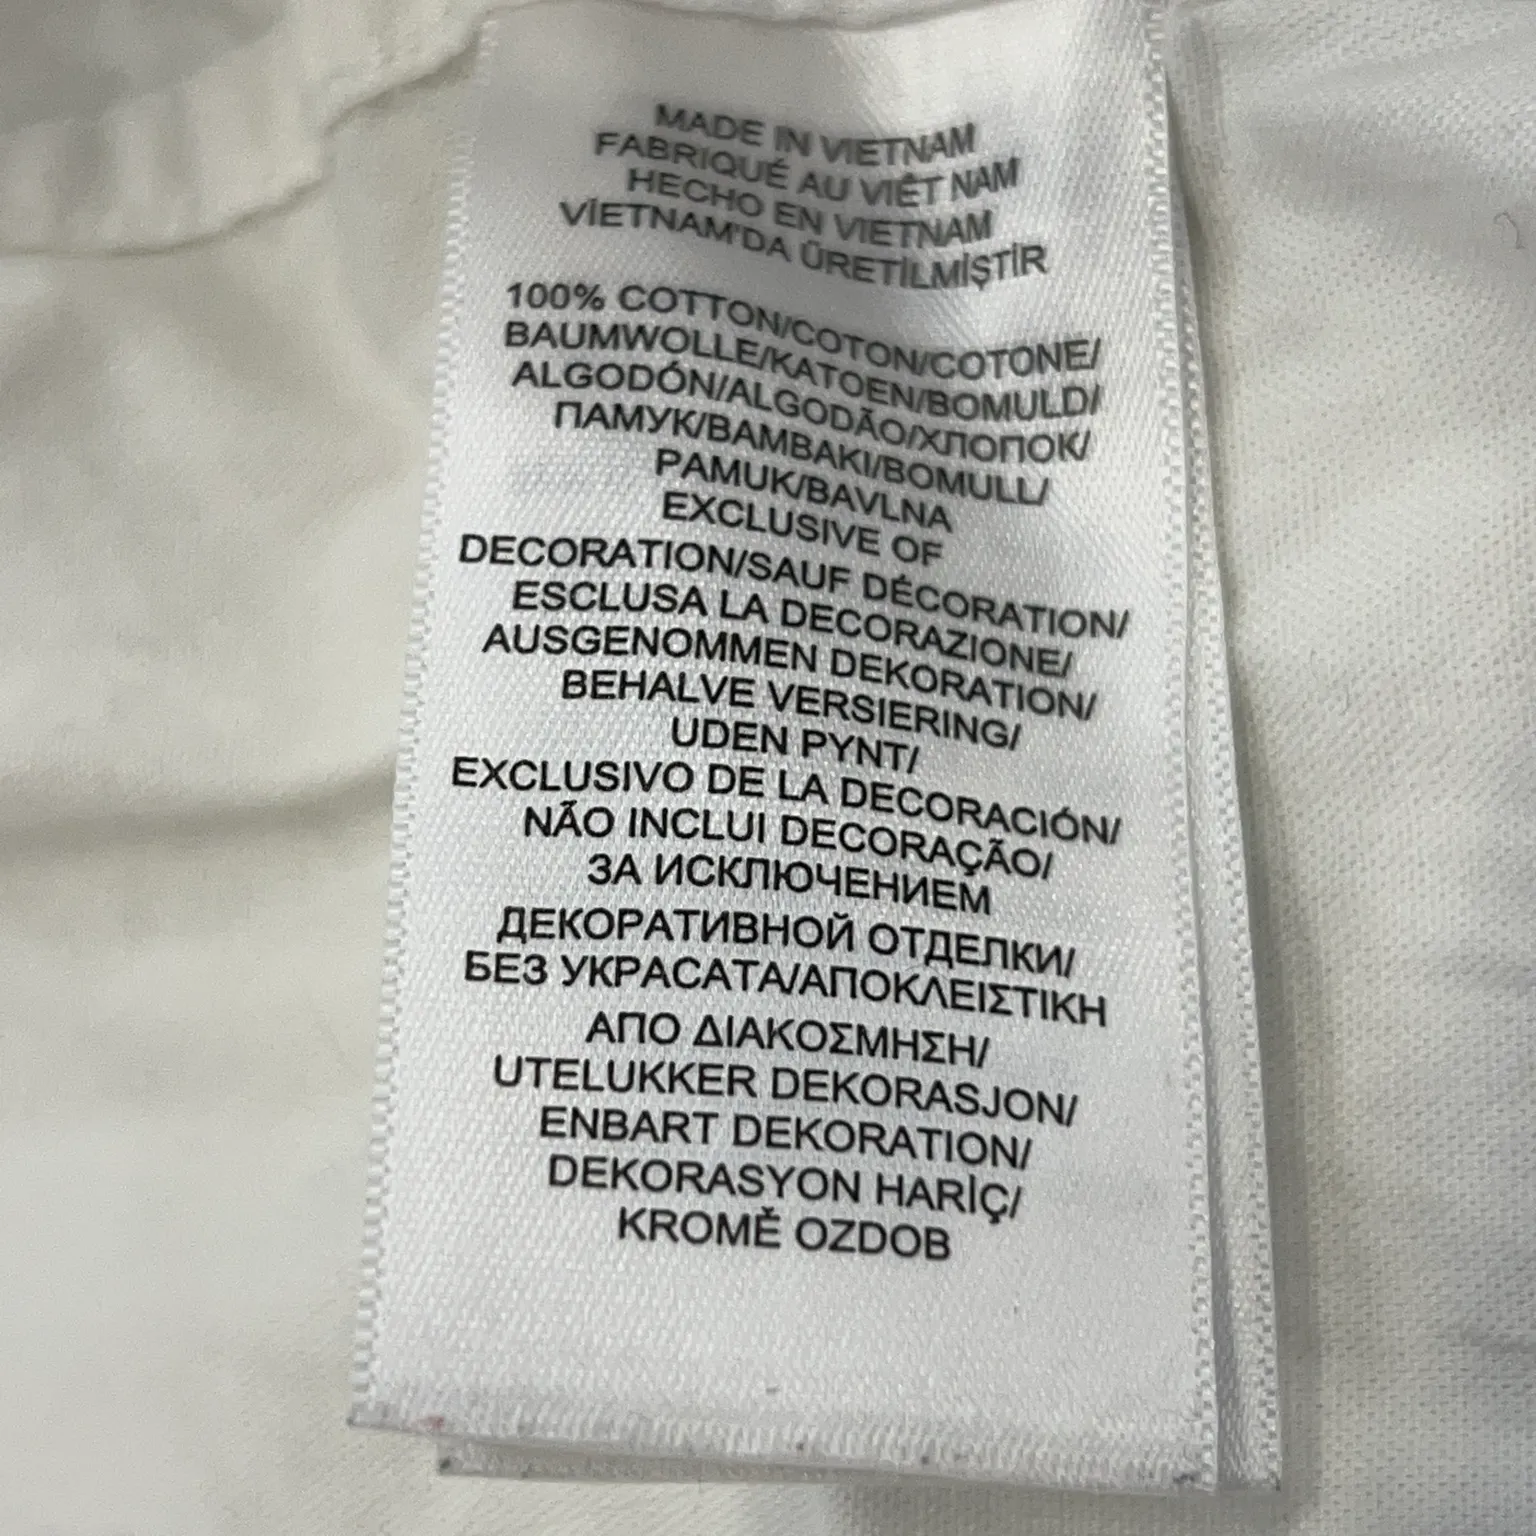 MADE IN VIETNAM
FABRIQUÉ AU VIÊT NAM
HECHO EN VIETNAM
VİETNAM'DA ÜRETİLMİŞTİR
100% COTTON/COTON/COTONE/
BAUMWOLLE/KATOEN/BOMULD/
ALGODÓN/ALGODÃO/ХЛОПОК/
ПАМУК/BAMBAKI/BOMULL/
PAMUK/BAVLNA
EXCLUSIVE OF
DECORATION/SAUF DÉCORATION/
ESCLUSA LA DECORAZIONE/
AUSGENOMMEN DEKORATION/
BEHALVE VERSIERING/
UDEN PYNT/
EXCLUSIVO DE LA DECORACIÓN/
NÃO INCLUI DECORAÇÃO/
ЗА ИСКЛЮЧЕНИЕМ
ДЕКОРАТИВНОЙ ОТДЕЛКИ/
БЕЗ УКРАСАТА/ΑΠΟΚΛΕΙΣΤΙΚΗ
ΑΠΟ ΔΙΑΚΟΣΜΗΣΗ/
UTELUKKER DEKORASJON/
ENBART DEKORATION/
DEKORASYON HARİÇ/
KROMĚ OZDOB